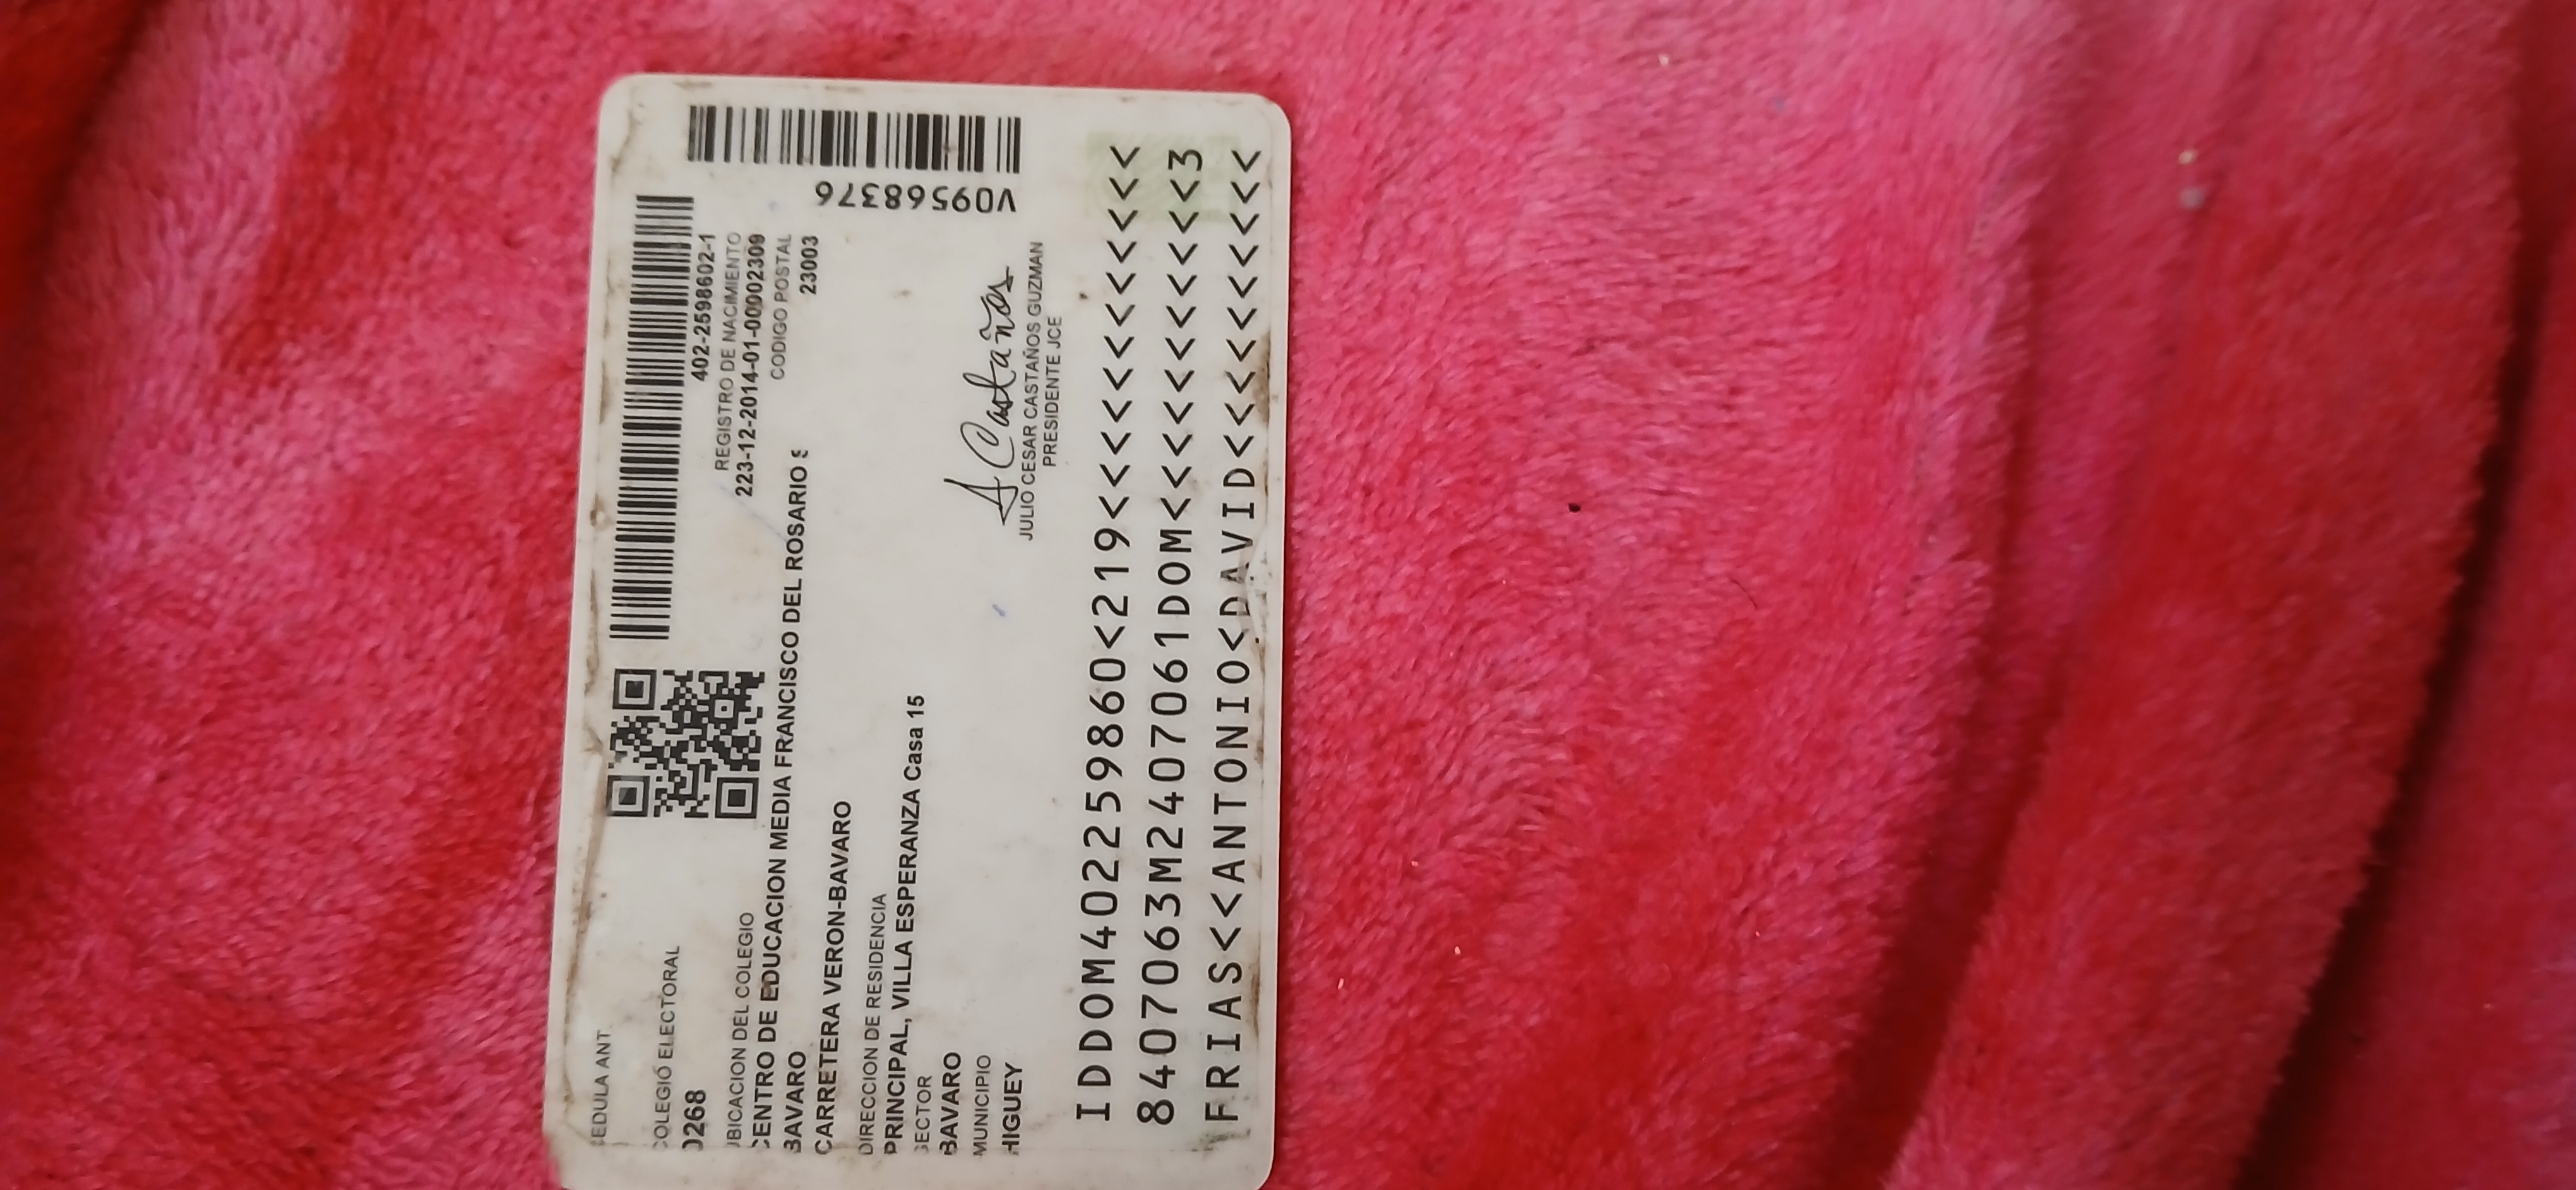 CEDULA ANT.
402-2598602-1
COLEGIO ELECTORAL
REGISTRO DE NACIMIENTO
0268
223-12-2014-01-00002309
UBICACION DEL COLEGIO
CODIGO POSTAL
CENTRO DE EDUCACION MEDIA FRANCISCO DEL ROSARIO S
23003
BAVARO
CARRETERA VERON-BAVARO
V09568376
DIRECCION DE RESIDENCIA
PRINCIPAL, VILLA ESPERANZA Casa 15
SECTOR
BAVARO
MUNICIPIO
HIGUEY
A Castaños
JULIO CESAR CASTAÑOS GUZMAN
PRESIDENTE JCE
IDDOM402259860<219<<<<<<<<<<<<
8407063M2407061DOM<<<<<<<<<<<3
FRIAS<<ANTONIO<DAVID<<<<<<<<<<